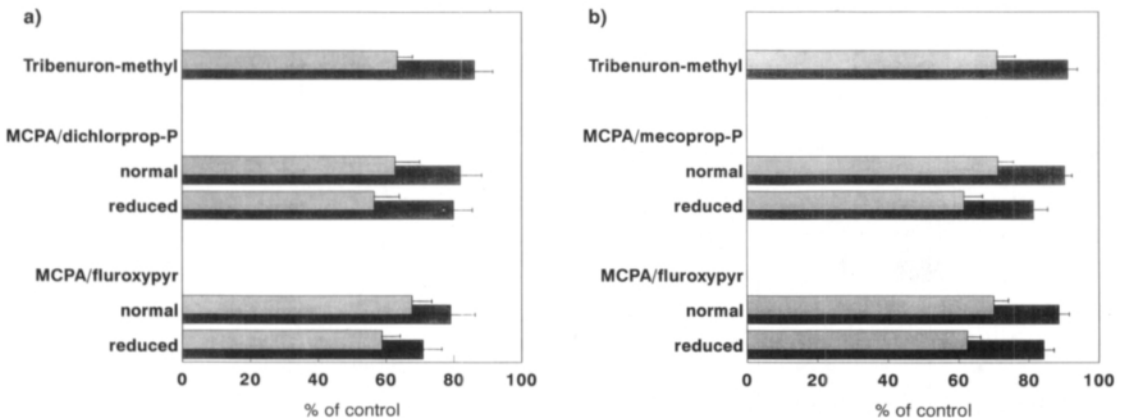 a)
Tribenuron-methyl
MCPA/dichlorprop-P
normal
reduced
MCPA/fluroxypyr
normal
reduced
0 20 40 60 80 100
% of control
b)
Tribenuron-methyl
MCPA/mecoprop-P
normal
reduced
MCPA/fluroxypyr
normal
reduced
0 20 40 60 80 100
% of control